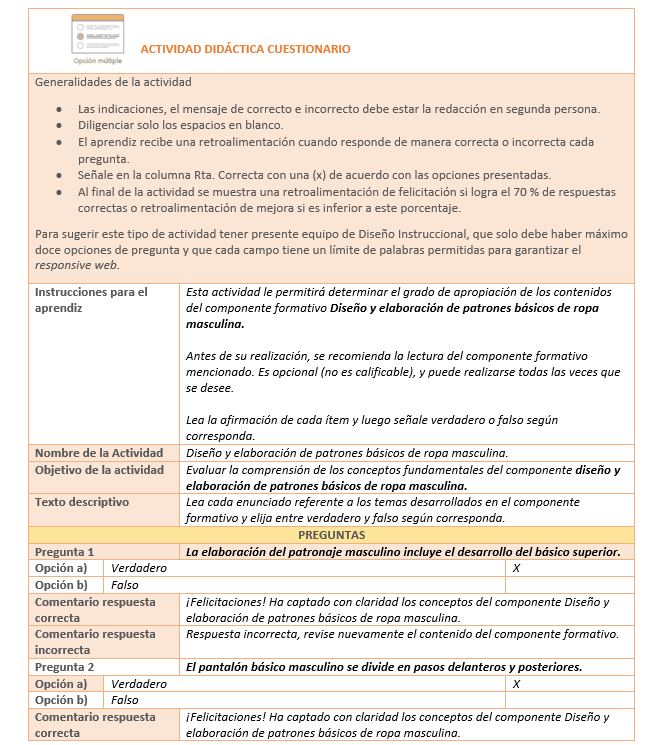 Opción múltiple
ACTIVIDAD DIDÁCTICA CUESTIONARIO
Generalidades de la actividad
● Las indicaciones, el mensaje de correcto e incorrecto debe estar la redacción en segunda persona.
● Diligenciar solo los espacios en blanco.
● El aprendiz recibe una retroalimentación cuando responde de manera correcta o incorrecta cada
pregunta.
● Señale en la columna Rta. Correcta con una (x) de acuerdo con las opciones presentadas.
● Al final de la actividad se muestra una retroalimentación de felicitación si logra el 70 % de respuestas
correctas o retroalimentación de mejora si es inferior a este porcentaje.
Para sugerir este tipo de actividad tener presente equipo de Diseño Instruccional, que solo debe haber máximo
doce opciones de pregunta y que cada campo tiene un límite de palabras permitidas para garantizar el
responsive web.
Instrucciones para el
aprendiz
Esta actividad le permitirá determinar el grado de apropiación de los contenidos
del componente formativo Diseño y elaboración de patrones básicos de ropa
masculina.
Antes de su realización, se recomienda la lectura del componente formativo
mencionado. Es opcional (no es calificable), y puede realizarse todas las veces que
se desee.
Lea la afirmación de cada ítem y luego señale verdadero o falso según
corresponda.
Nombre de la Actividad
Diseño y elaboración de patrones básicos de ropa masculina.
Objetivo de la actividad
Evaluar la comprensión de los conceptos fundamentales del componente diseño y
elaboración de patrones básicos de ropa masculina.
Texto descriptivo
Lea cada enunciado referente a los temas desarrollados en el componente
formativo y elija entre verdadero y falso según corresponda.
PREGUNTAS
Pregunta 1
La elaboración del patronaje masculino incluye el desarrollo del básico superior.
Opción a) Verdadero X
Opción b) Falso
Comentario respuesta
correcta
¡Felicitaciones! Ha captado con claridad los conceptos del componente Diseño y
elaboración de patrones básicos de ropa masculina.
Comentario respuesta
incorrecta
Respuesta incorrecta, revise nuevamente el contenido del componente formativo.
Pregunta 2
El pantalón básico masculino se divide en pasos delanteros y posteriores.
Opción a) Verdadero X
Opción b) Falso
Comentario respuesta
correcta
¡Felicitaciones! Ha captado con claridad los conceptos del componente Diseño y
elaboración de patrones básicos de ropa masculina.